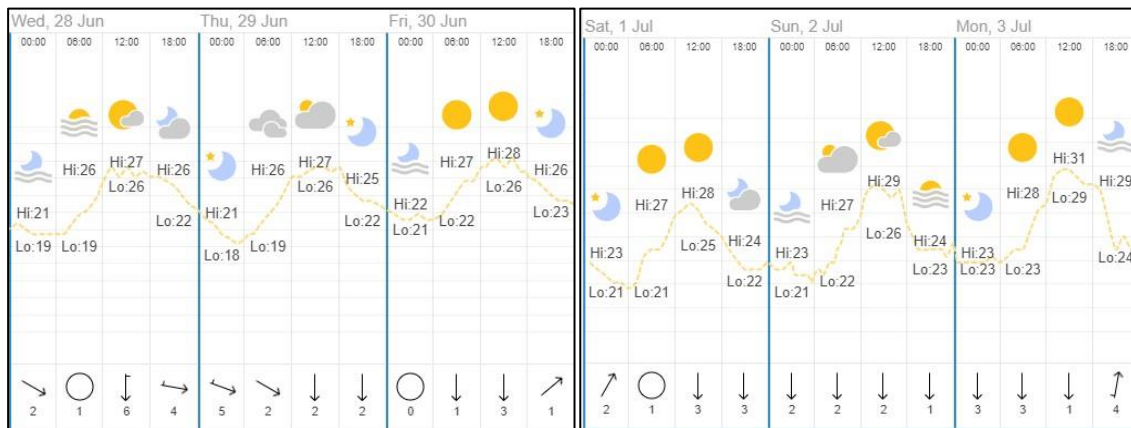 Wed, 28 Jun Thu, 29 Jun Fri, 30 Jun
00:00 06:00 12:00 18:00 00:00 06:00 12:00 18:00 00:00 06:00 12:00 18:00
Hi:21 Hi:26 Hi:27 Hi:26 Hi:21 Hi:26 Hi:27 Hi:25 Hi:22 Hi:27 Hi:28 Hi:26
Lo:19 Lo:19 Lo:26 Lo:22 Lo:18 Lo:19 Lo:26 Lo:22 Lo:21 Lo:22 Lo:26 Lo:23
2 1 6 4 5 2 2 2 0 1 3 1
Sat, 1 Jul Sun, 2 Jul Mon, 3 Jul
00:00 06:00 12:00 18:00 00:00 06:00 12:00 18:00 00:00 06:00 12:00 18:00
Hi:23 Hi:27 Hi:28 Hi:24 Hi:23 Hi:27 Hi:29 Hi:24 Hi:23 Hi:28 Hi:31 Hi:29
Lo:21 Lo:21 Lo:25 Lo:22 Lo:21 Lo:22 Lo:26 Lo:23 Lo:23 Lo:23 Lo:29 Lo:24
2 1 3 3 2 2 2 1 3 3 1 4